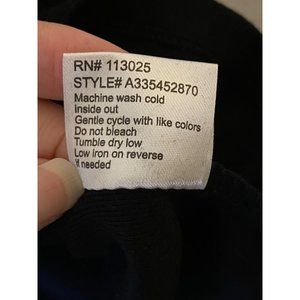 RN# 113025
STYLE# A335452870
Machine wash cold
inside out
Gentle cycle with like colors
Do not bleach
Tumble dry low
Low iron on reverse
if needed